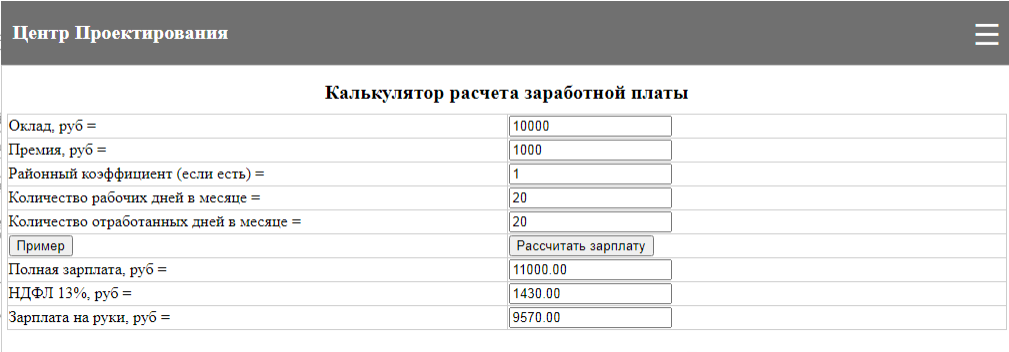 Центр Проектирования
Калькулятор расчета заработной платы
Оклад, руб = 10000
Премия, руб = 1000
Районный коэффициент (если есть) = 1
Количество рабочих дней в месяце = 20
Количество отработанных дней в месяце = 20
Пример Рассчитать зарплату
Полная зарплата, руб = 11000.00
НДФЛ 13%, руб = 1430.00
Зарплата на руки, руб = 9570.00